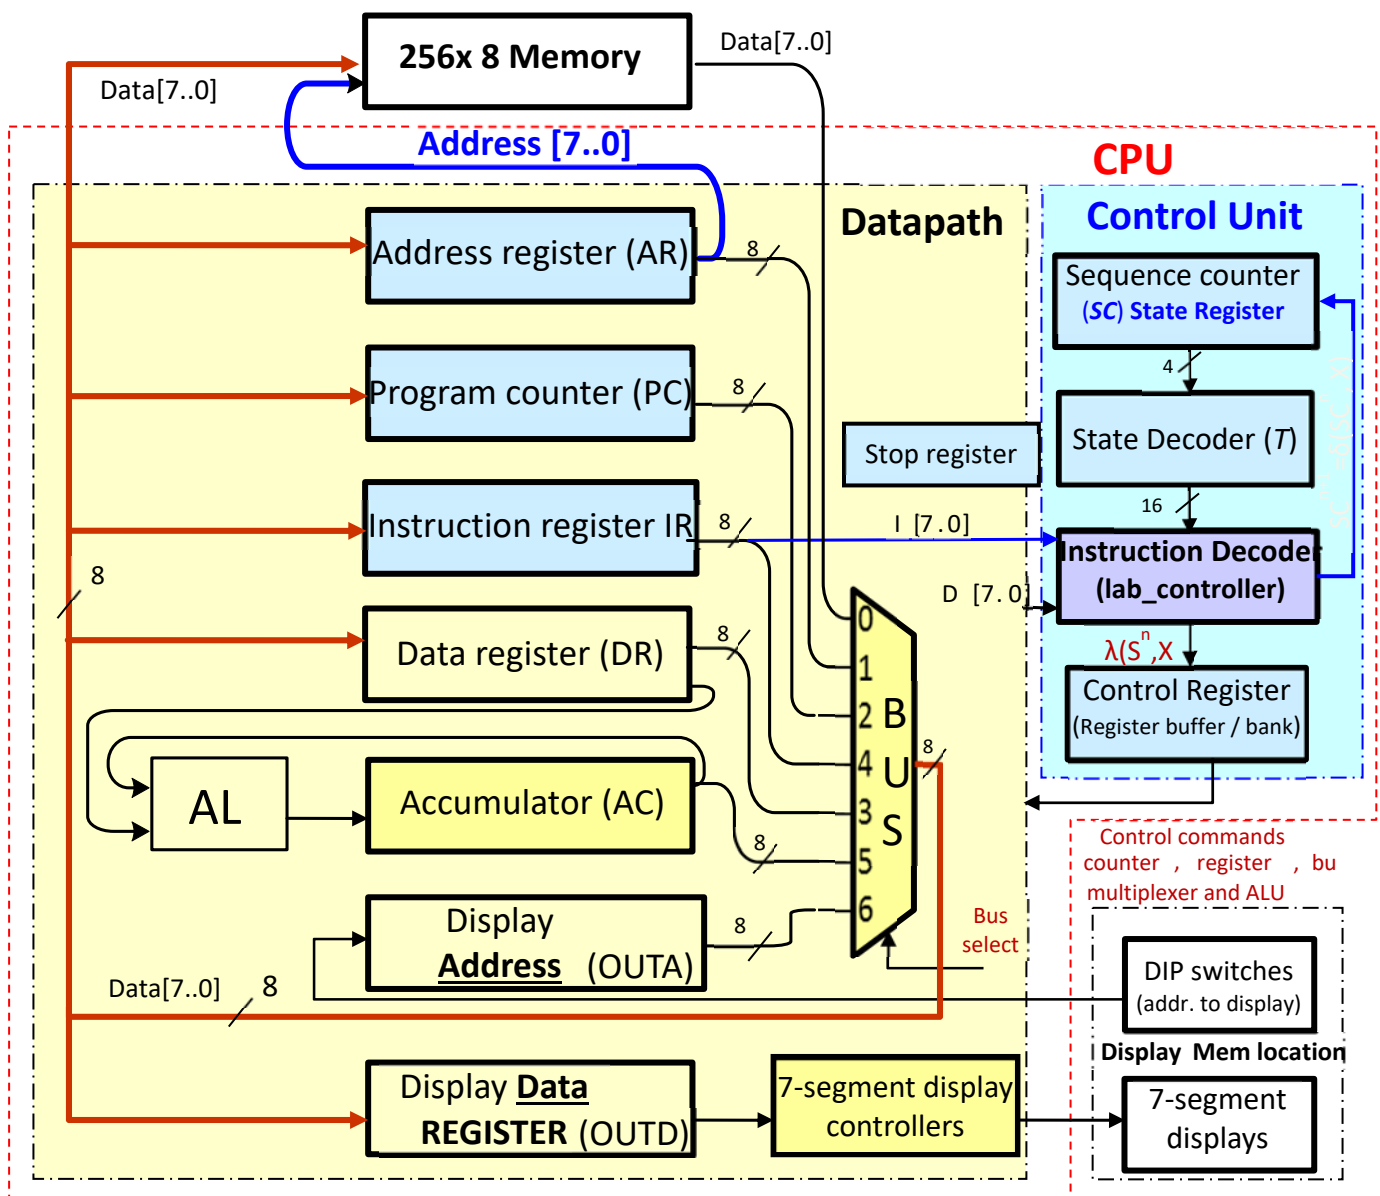 256x 8 Memory
Data[7..0]
Data[7..0]
Address [7..0]
CPU
Datapath
Control Unit
Address register (AR)
8
Sequence counter
(SC) State Register
4
Program counter (PC)
8
State Decoder (T)
Stop register
16
Instruction register IR
8
I [7.0]
Instruction Decoder
(lab_controller)
8
D [7.0]
Data register (DR)
8
λ(Sⁿ,X
Control Register
(Register buffer / bank)
0
1
2
4
3
5
6
B
U
S
8
AL
Accumulator (AC)
8
Control commands
counter , register , bu
multiplexer and ALU
Display
Address (OUTA)
8
Bus
select
DIP switches
(addr. to display)
Data[7..0]
8
Display Mem location
Display Data
REGISTER (OUTD)
7-segment display
controllers
7-segment
displays